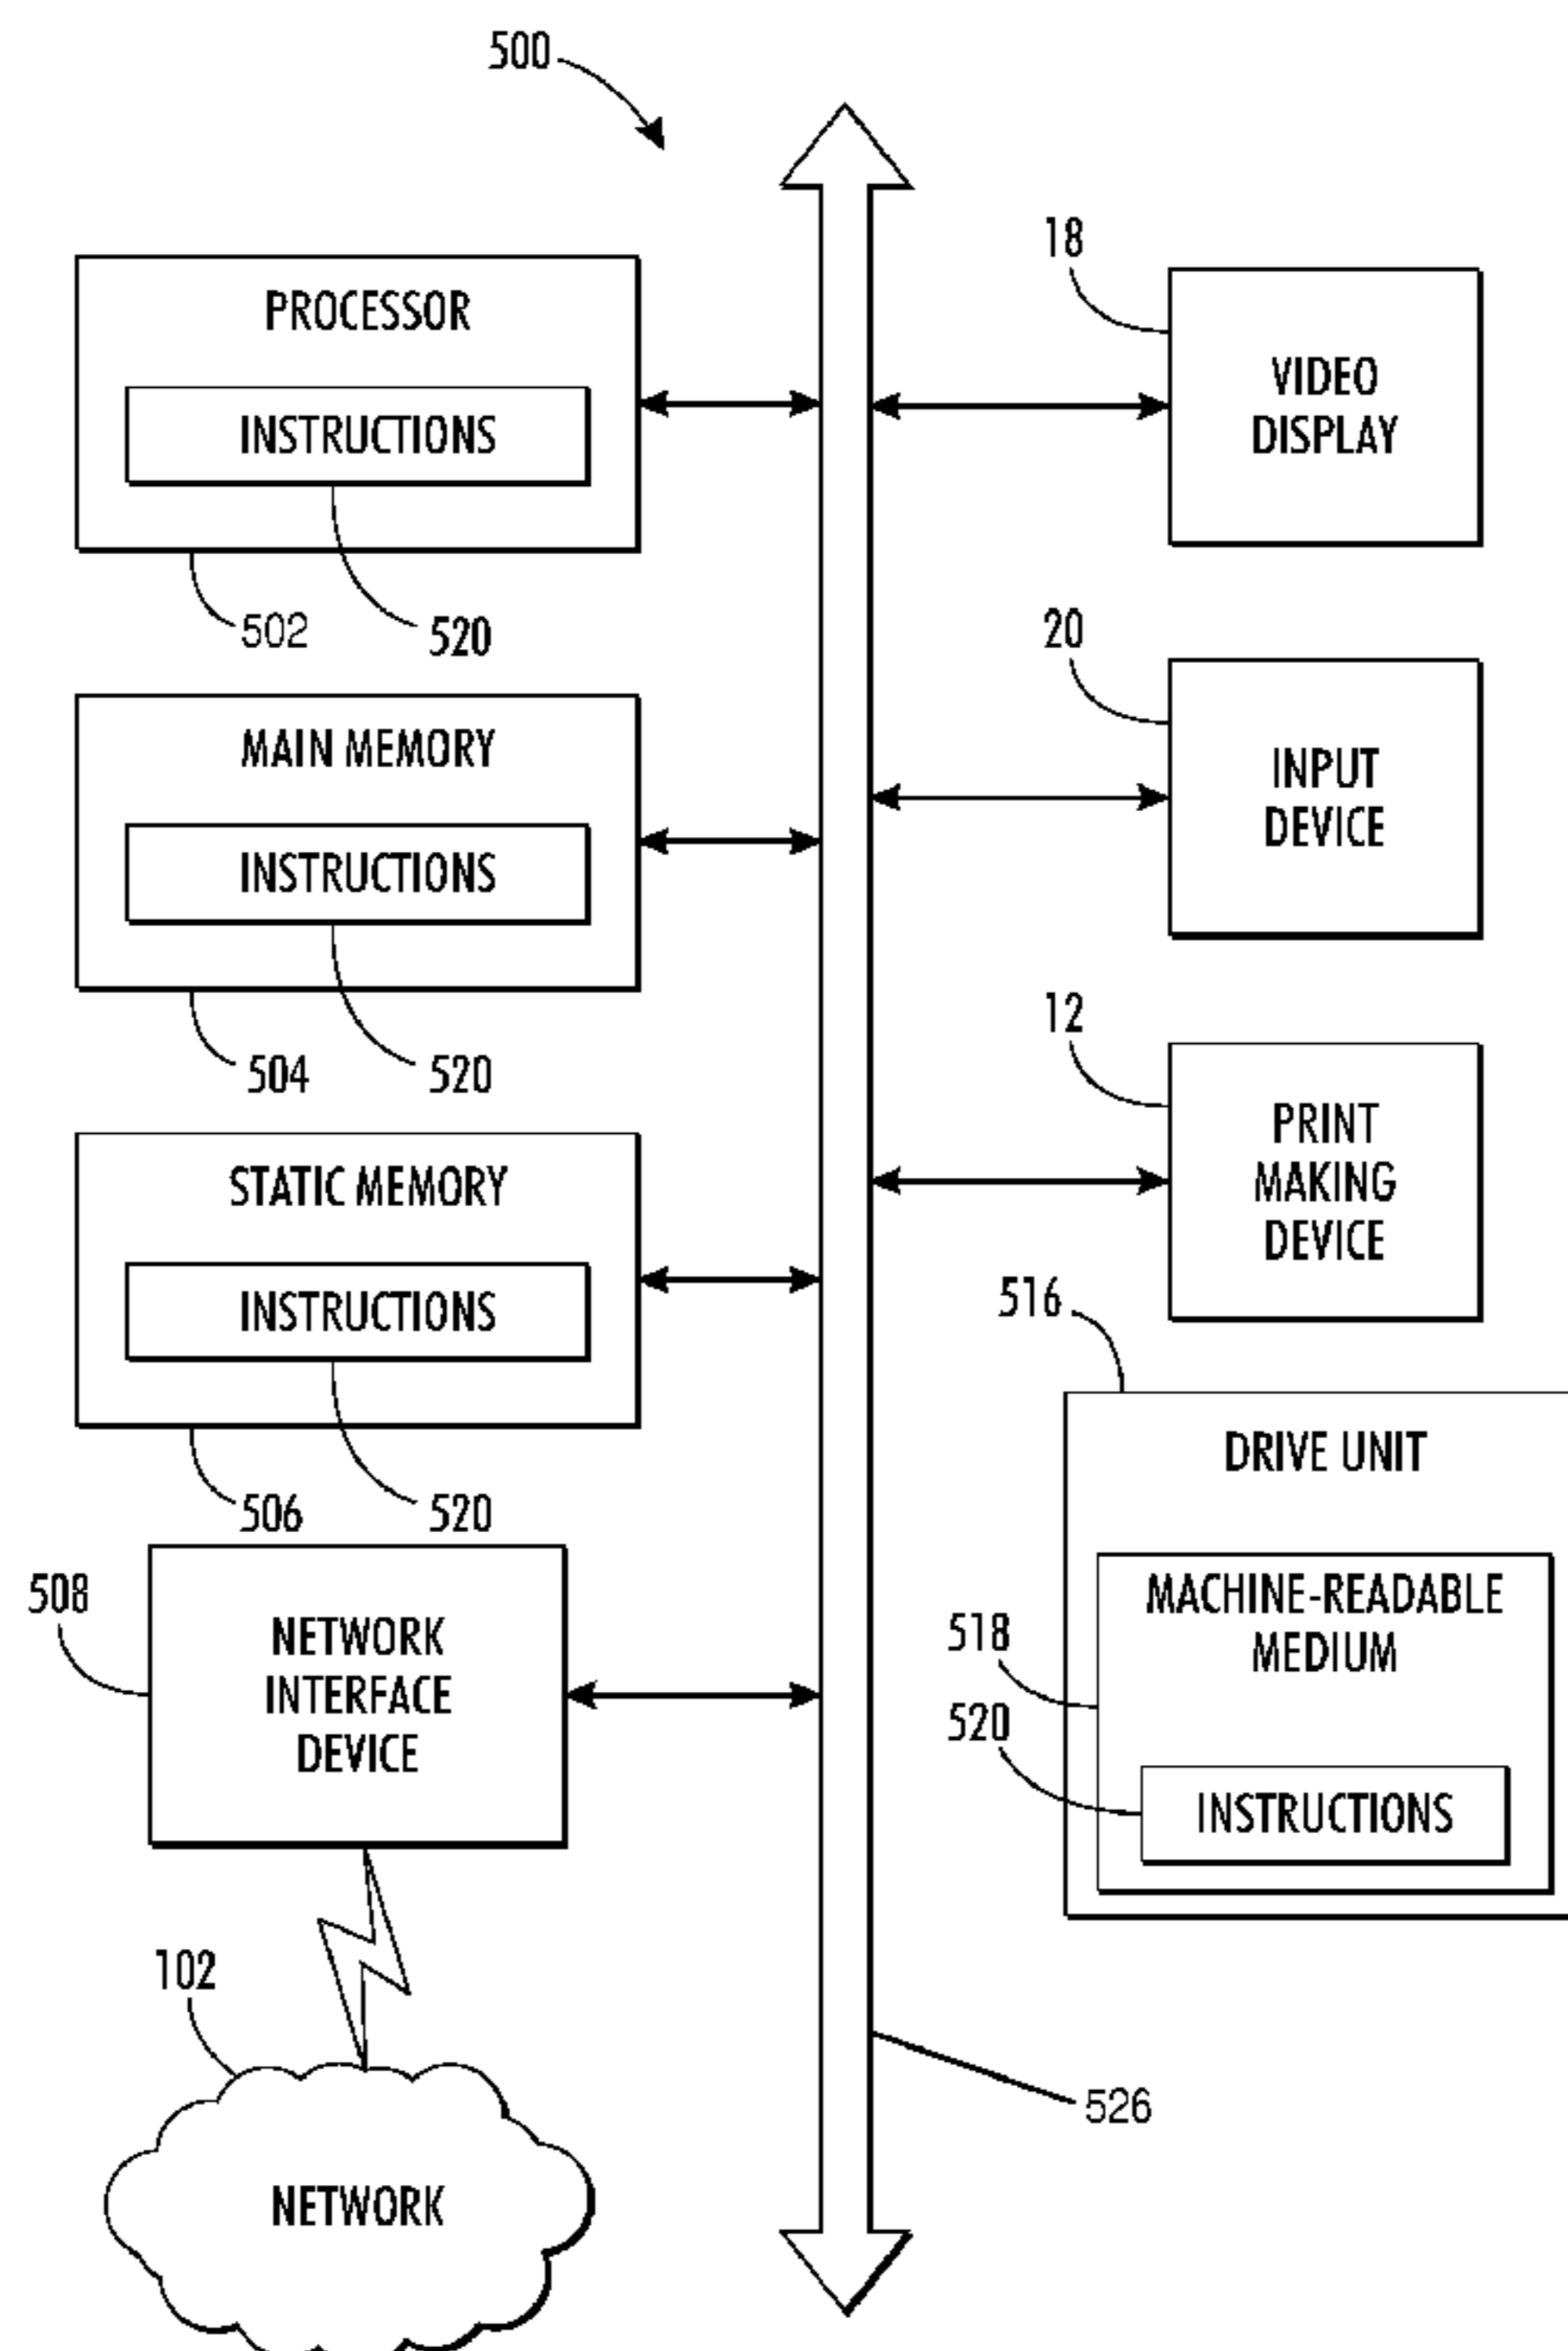 500
PROCESSOR
INSTRUCTIONS
502
520
MAIN MEMORY
INSTRUCTIONS
504
520
STATIC MEMORY
INSTRUCTIONS
506
520
508
NETWORK
INTERFACE
DEVICE
102
NETWORK
18
VIDEO
DISPLAY
20
INPUT
DEVICE
12
PRINT
MAKING
DEVICE
516
DRIVE UNIT
MACHINE-READABLE
MEDIUM
518
520
INSTRUCTIONS
526